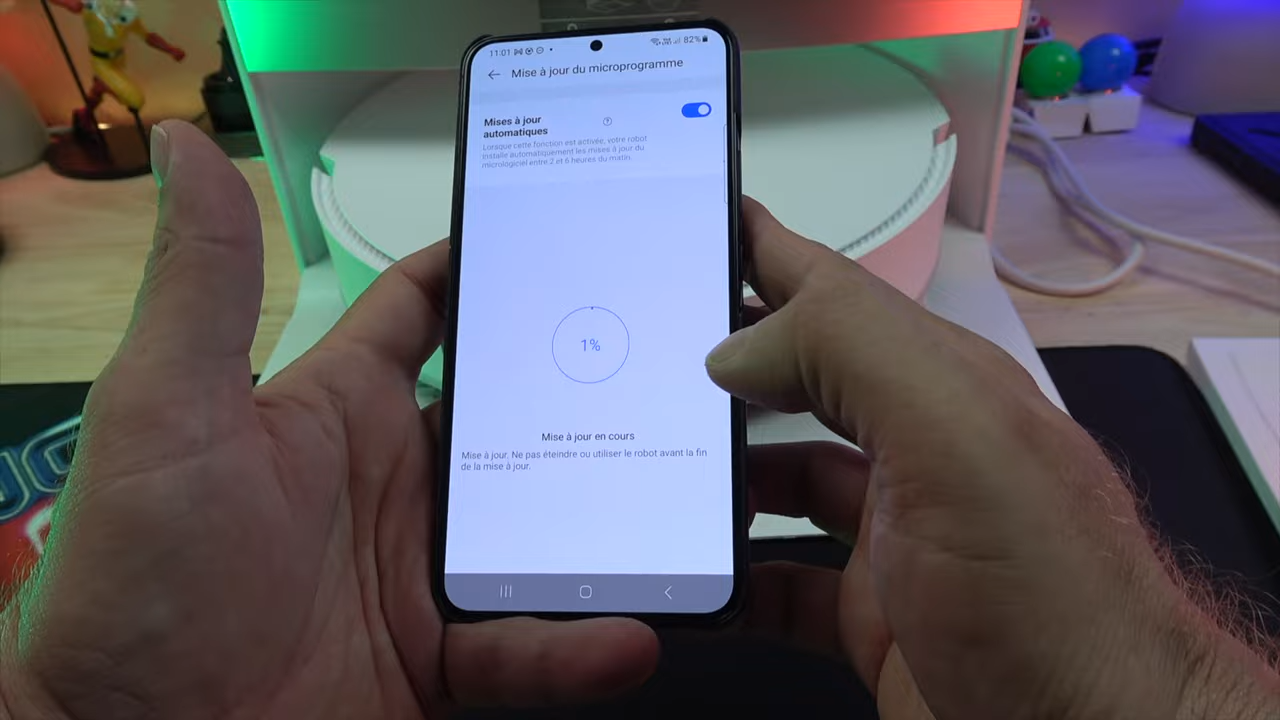 11:01
82%
Mise à jour du microprogramme
Mises à jour
automatiques
Lorsque cette fonction est activée, votre robot
installe automatiquement les mises à jour du
micrologiciel entre 2 et 6 heures du matin.
1%
Mise à jour en cours
Mise à jour. Ne pas éteindre ou utiliser le robot avant la fin
de la mise à jour.